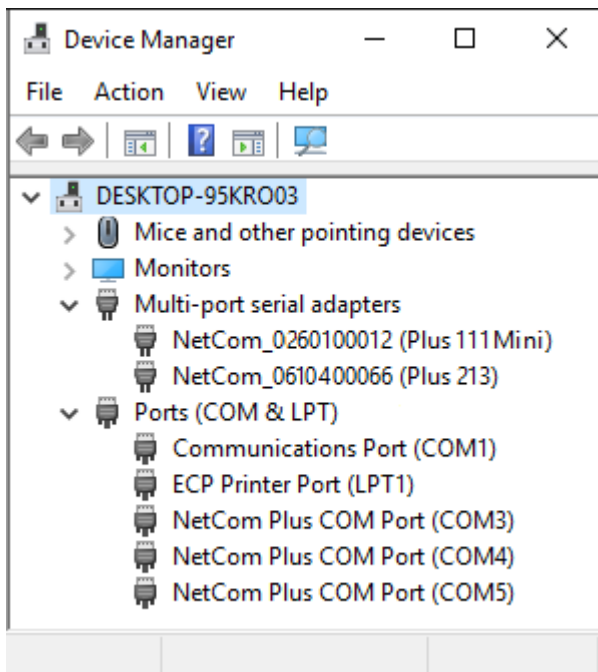 Device Manager
File Action View Help
DESKTOP-95KRO03
Mice and other pointing devices
Monitors
Multi-port serial adapters
NetCom_0260100012 (Plus 111Mini)
NetCom_0610400066 (Plus 213)
Ports (COM & LPT)
Communications Port (COM1)
ECP Printer Port (LPT1)
NetCom Plus COM Port (COM3)
NetCom Plus COM Port (COM4)
NetCom Plus COM Port (COM5)